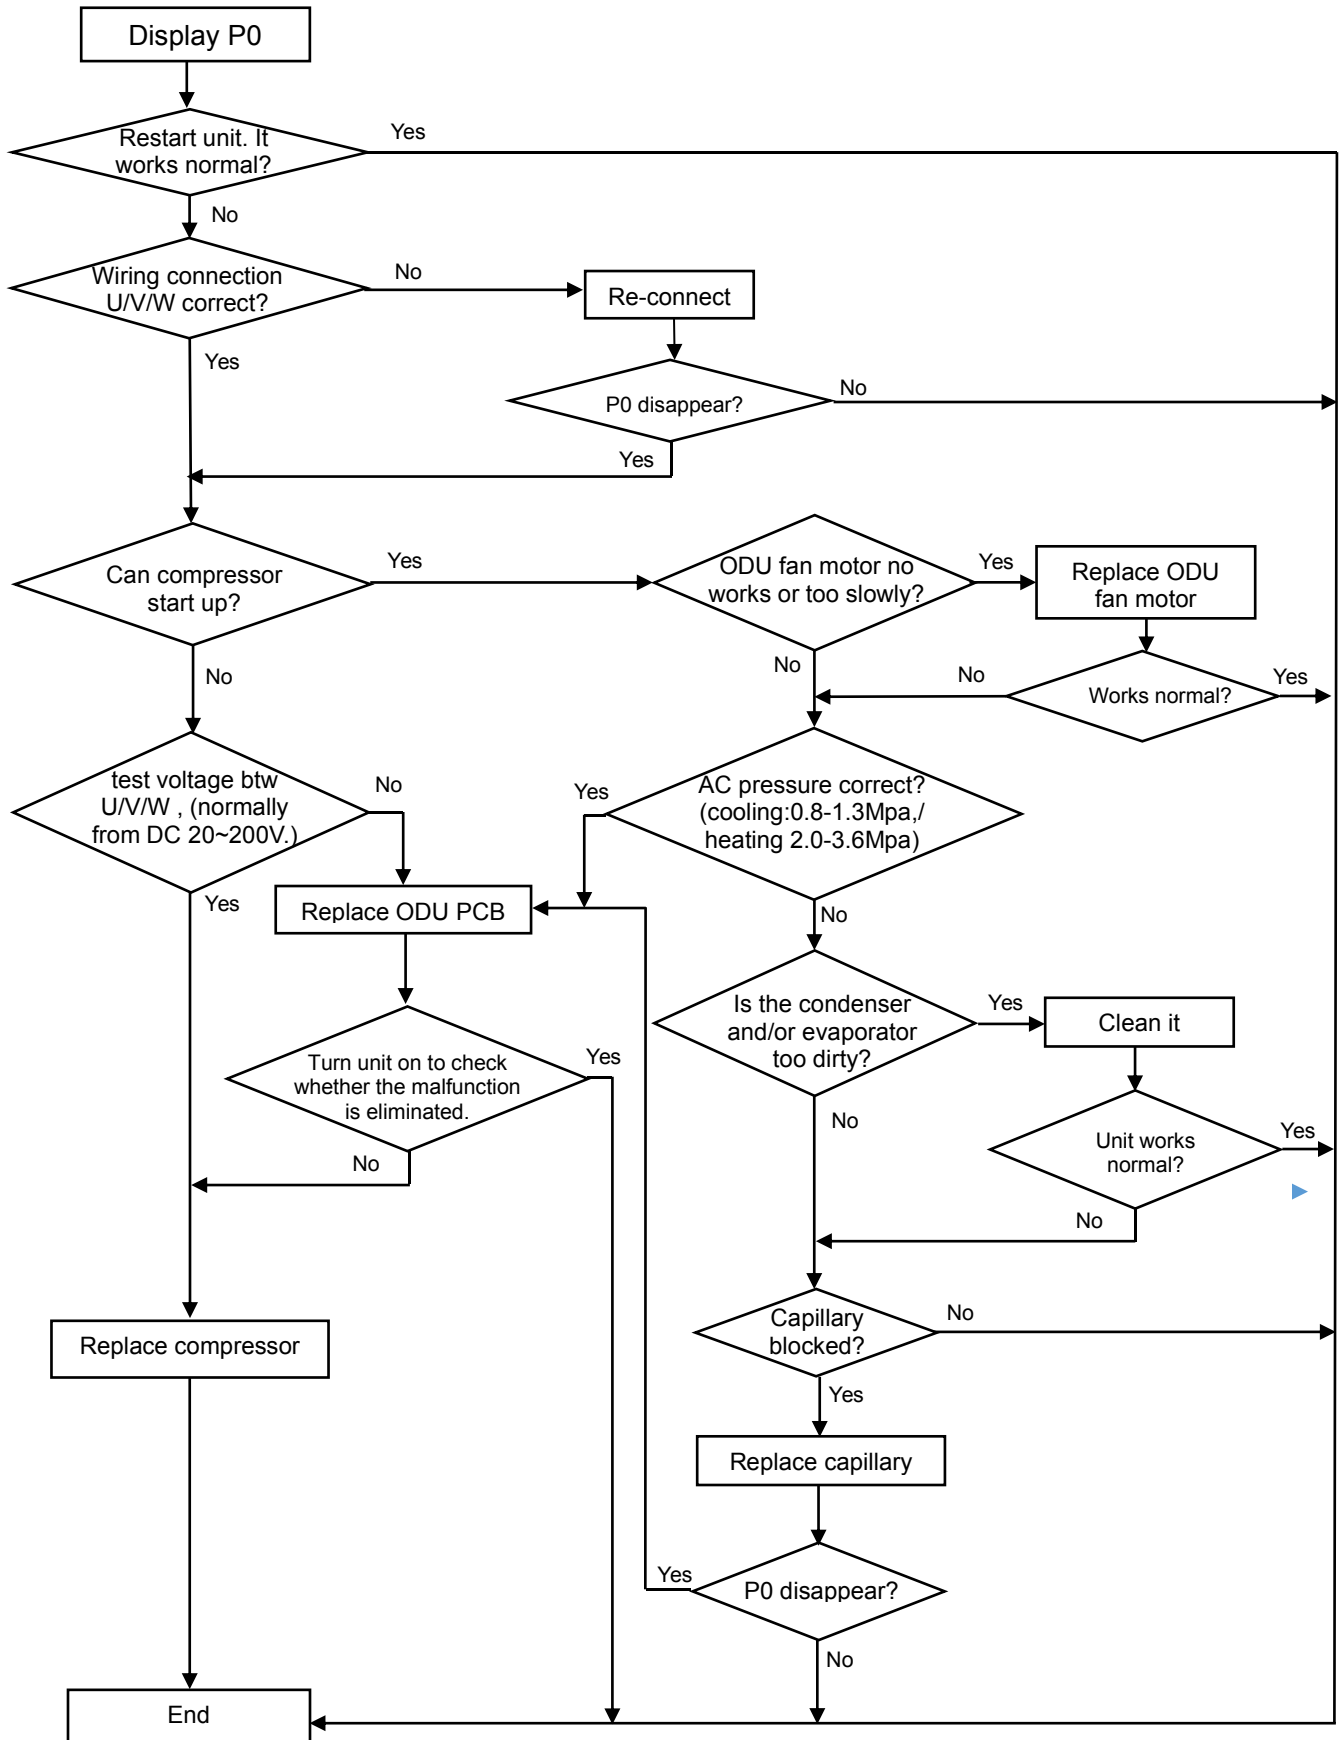 Display P0
Restart unit. It
works normal?
Yes
No
Wiring connection
U/V/W correct?
No
Re-connect
Yes
P0 disappear?
No
Yes
Can compressor
start up?
Yes
ODU fan motor no
works or too slowly?
Yes
Replace ODU
fan motor
No
No
No
Works normal?
Yes
test voltage btw
U/V/W , (normally
from DC 20~200V.)
No
Yes
AC pressure correct?
(cooling:0.8-1.3Mpa,/
heating 2.0-3.6Mpa)
Yes
Replace ODU PCB
No
Is the condenser
and/or evaporator
too dirty?
Yes
Clean it
Turn unit on to check
whether the malfunction
is eliminated.
Yes
No
No
Unit works
normal?
Yes
No
Capillary
blocked?
No
Replace compressor
Yes
Replace capillary
Yes
P0 disappear?
No
End